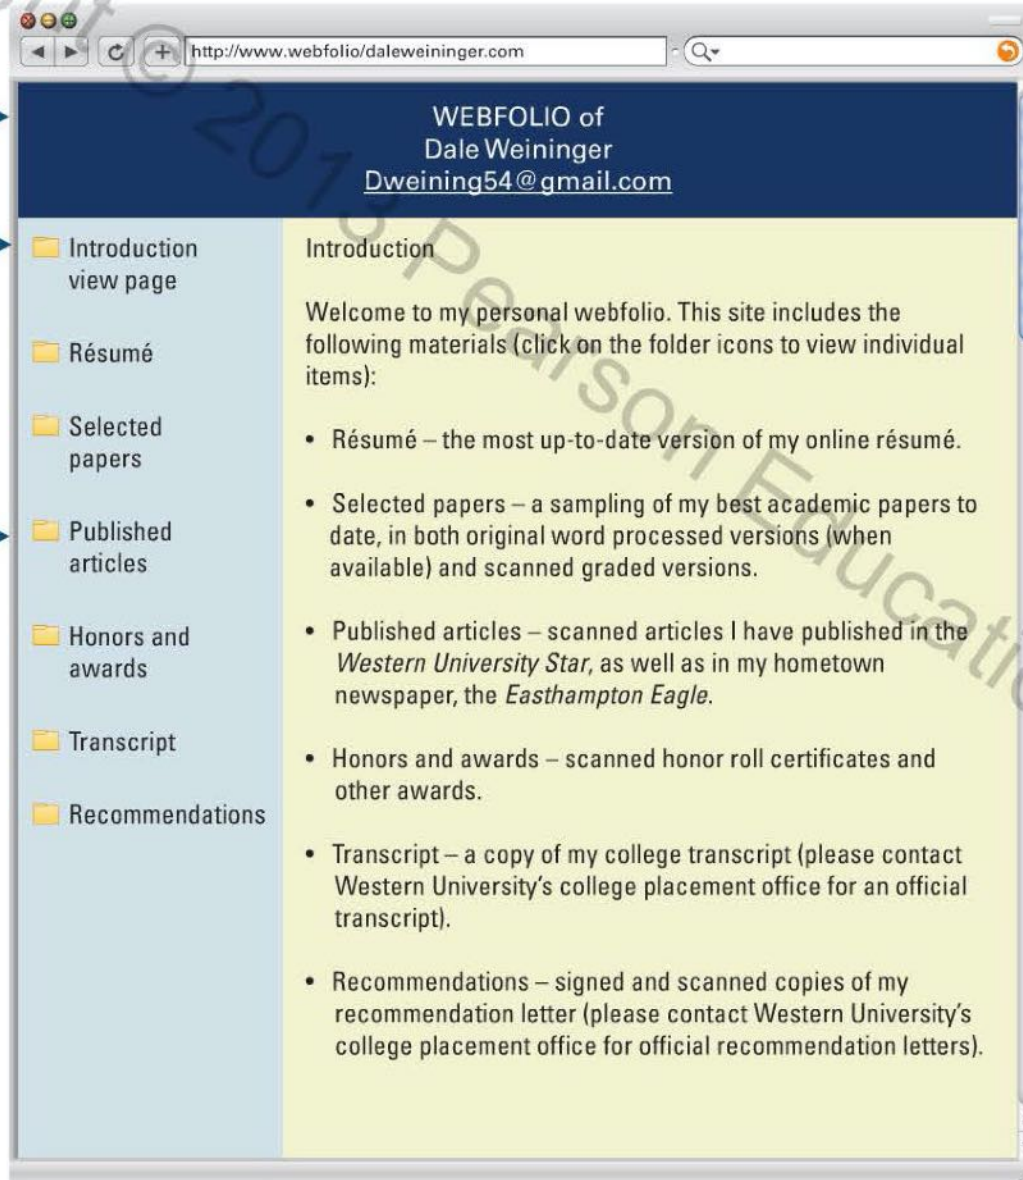 http://www.webfolio/daleweininger.com
WEBFOLIO of
Dale Weininger
Dweining54@gmail.com
Introduction
view page
Résumé
Selected
papers
Published
articles
Honors and
awards
Transcript
Recommendations
Introduction
Welcome to my personal webfolio. This site includes the
following materials (click on the folder icons to view individual
items):
• Résumé – the most up-to-date version of my online résumé.
• Selected papers – a sampling of my best academic papers to
date, in both original word processed versions (when
available) and scanned graded versions.
• Published articles – scanned articles I have published in the
Western University Star, as well as in my hometown
newspaper, the Easthampton Eagle.
• Honors and awards – scanned honor roll certificates and
other awards.
• Transcript – a copy of my college transcript (please contact
Western University's college placement office for an official
transcript).
• Recommendations – signed and scanned copies of my
recommendation letter (please contact Western University's
college placement office for official recommendation letters).
© 2013 Pearson Educatio